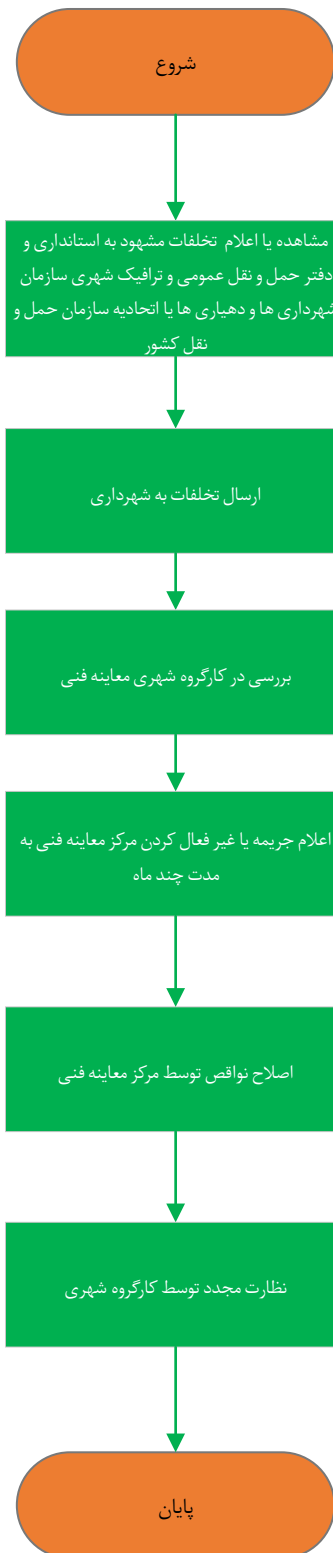 شروع
مشاهده یا اعلام تخلفات مشهود به استانداری و
دفتر حمل و نقل عمومی و ترافیک شهری سازمان
شهرداری ها و دهیاری ها یا اتحادیه سازمان حمل و
نقل کشور
ارسال تخلفات به شهرداری
بررسی در کارگروه شهری معاینه فنی
اعلام جریمه یا غیر فعال کردن مرکز معاینه فنی به
مدت چند ماه
اصلاح نواقص توسط مرکز معاینه فنی
نظارت مجدد توسط کارگروه شهری
پایان